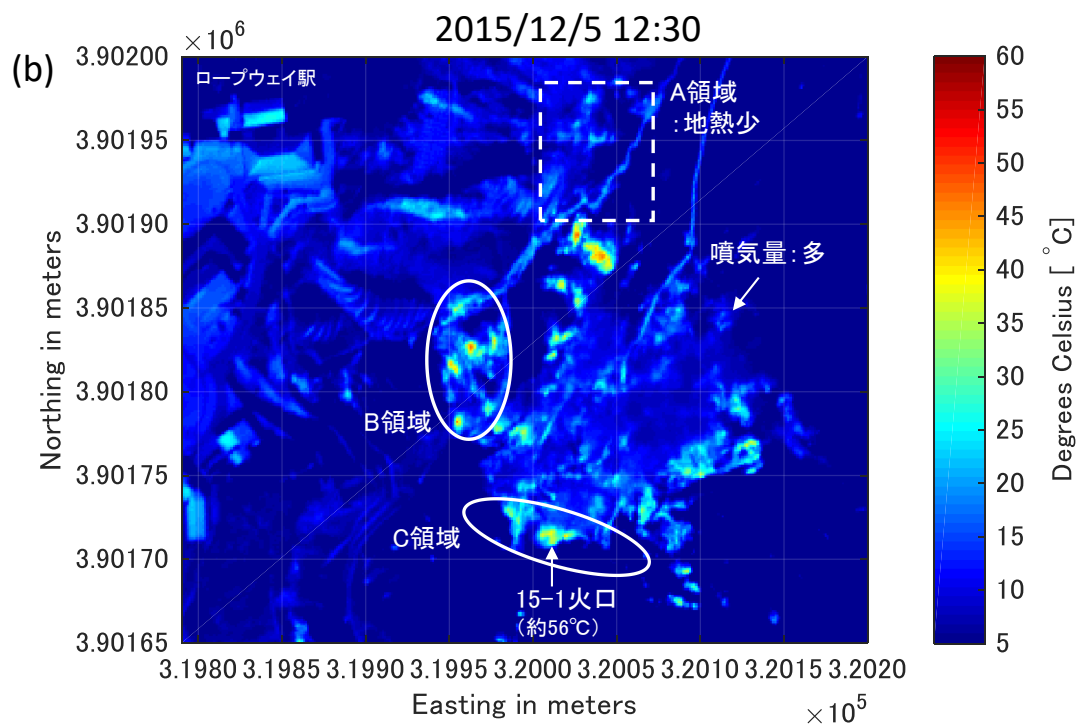 2015/12/5 12:30
(b)
×10⁶
3.90200
3.90195
3.90190
3.90185
3.90180
3.90175
3.90170
3.90165
Northing in meters
ロープウェイ駅
A領域
:地熱少
噴気量:多
B領域
C領域
15-1火口
(約56℃)
3.1980 3.1985 3.1990 3.1995 3.2000 3.2005 3.2010 3.2015 3.2020
Easting in meters
×10⁵
60
55
50
45
40
35
30
25
20
15
10
5
Degrees Celsius [ °C]